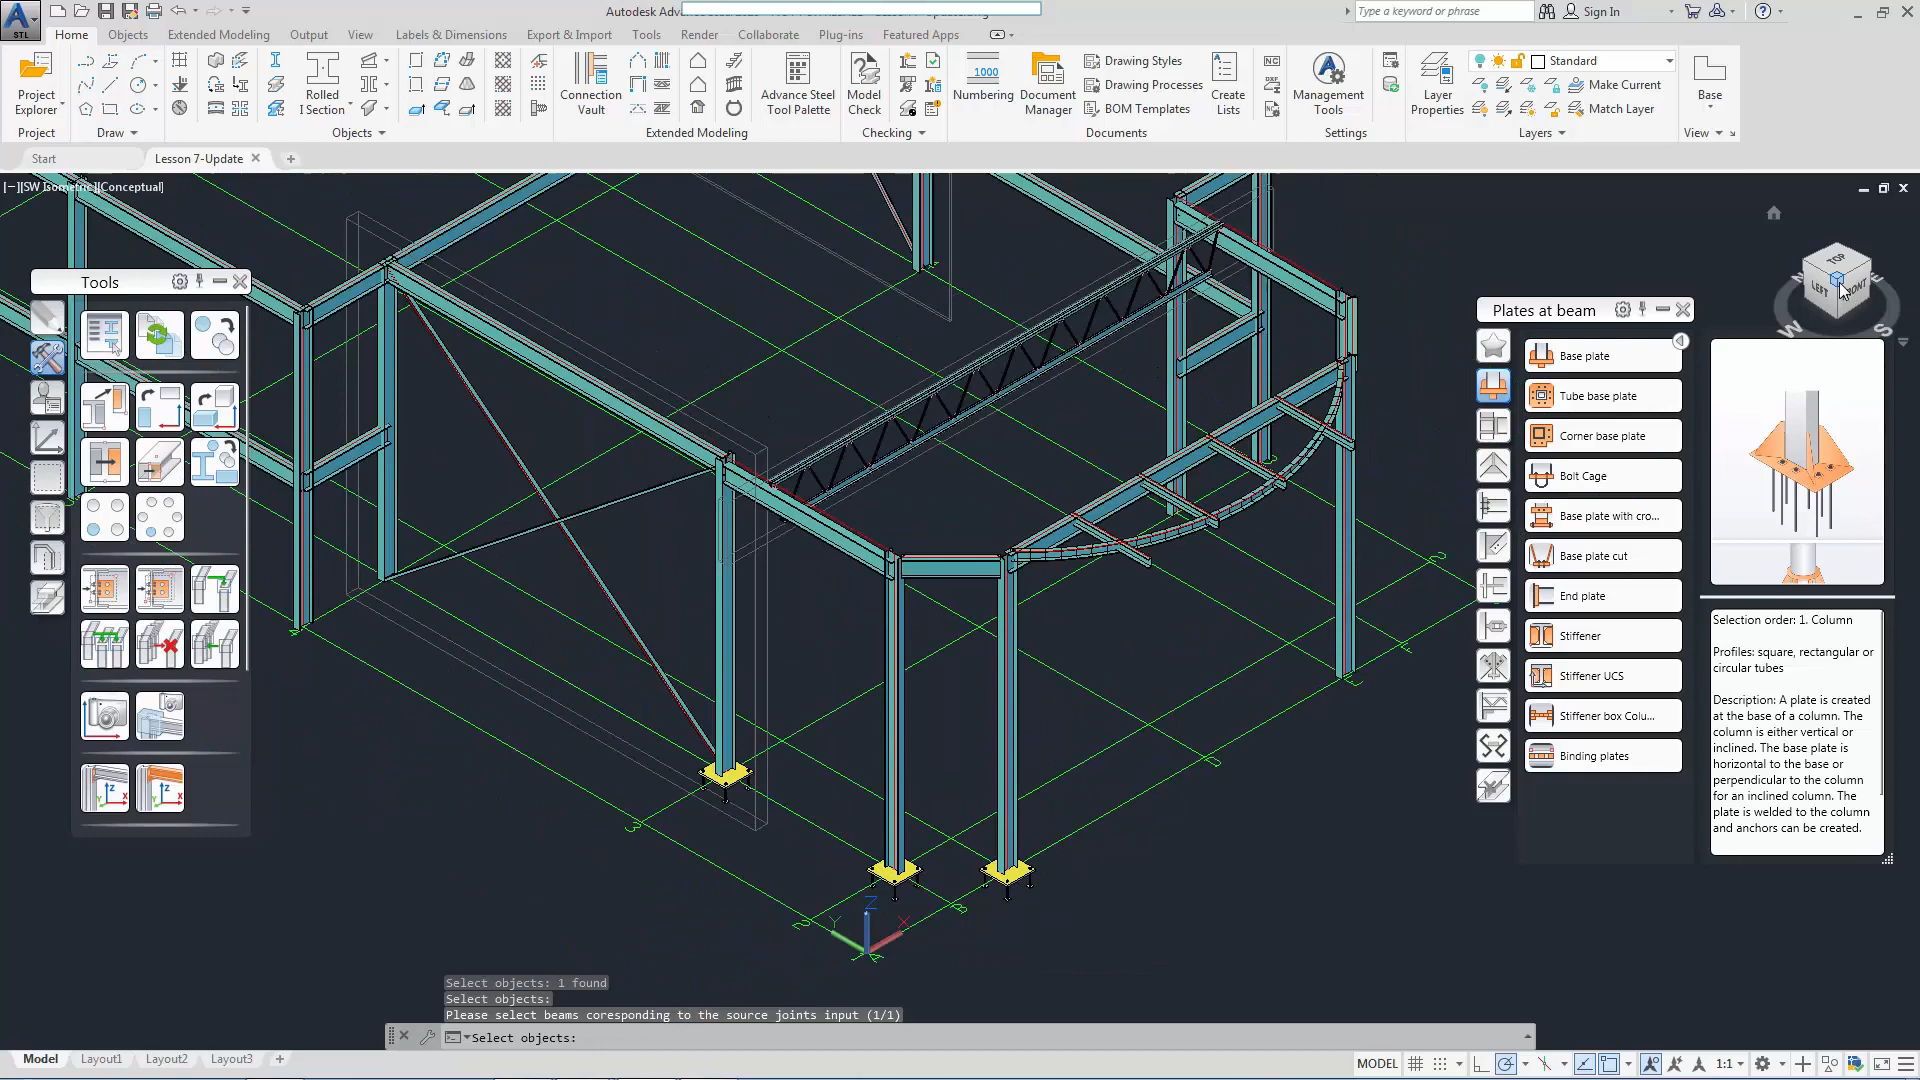 STL
Autodesk Adv
Type a keyword or phrase
Sign In
Home
Objects
Extended Modeling
Output
View
Labels & Dimensions
Export & Import
Tools
Render
Collaborate
Plug-ins
Featured Apps
Project
Explorer
Rolled
I Section
Connection
Vault
Advance Steel
Tool Palette
Model
Check
1000
Numbering
Document
Manager
Drawing Styles
Drawing Processes
BOM Templates
Create
Lists
NC
DXF
NC
Management
Tools
Layer
Properties
Standard
Make Current
Match Layer
Base
Project
Draw
Objects
Extended Modeling
Checking
Documents
Settings
Layers
View
Start
Lesson 7-Update
[−][SW Isometric][Conceptual]
TOP
LEFT
FRONT
N
E
W
S
Tools
Plates at beam
Base plate
Tube base plate
Corner base plate
Bolt Cage
Base plate with cro...
Base plate cut
End plate
Stiffener
Stiffener UCS
Stiffener box Colu...
Binding plates
Selection order: 1. Column
Profiles: square, rectangular or
circular tubes
Description: A plate is created
at the base of a column. The
column is either vertical or
inclined. The base plate is
horizontal to the base or
perpendicular to the column
for an inclined column. The
plate is welded to the column
and anchors can be created.
Z
Y
X
Select objects: 1 found
Select objects:
Please select beams coresponding to the source joints input (1/1)
Select objects:
Model
Layout1
Layout2
Layout3
MODEL
1:1